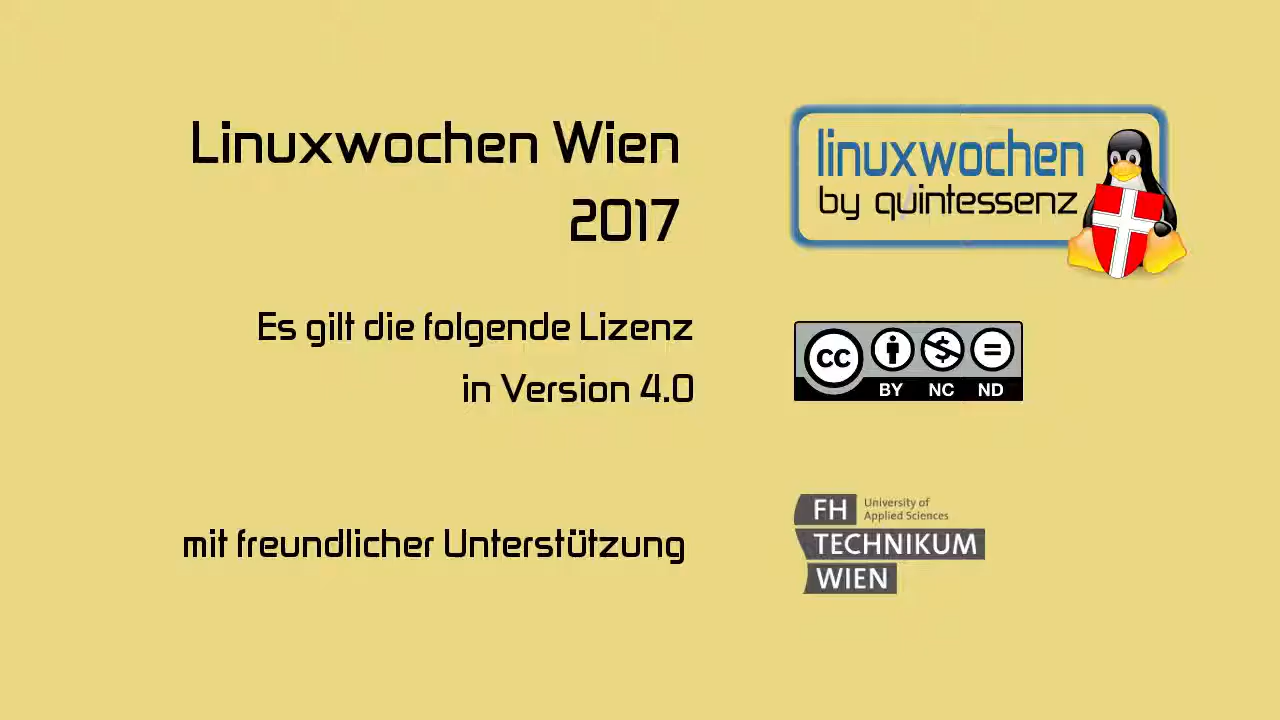 Linuxwochen Wien
2017
linuxwochen
by quintessenz
Es gilt die folgende Lizenz
in Version 4.0
cc
BY NC ND
mit freundlicher Unterstützung
FH University of
Applied Sciences
TECHNIKUM
WIEN